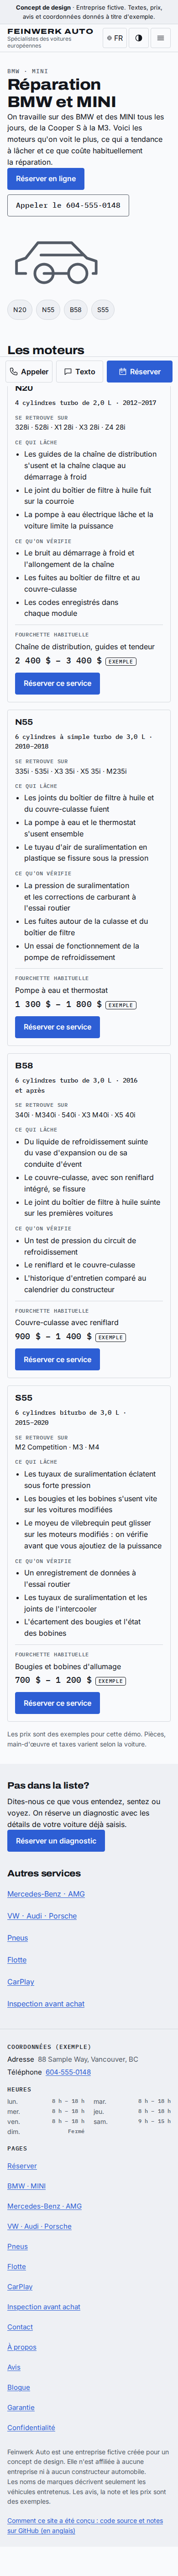 Concept de design · Entreprise fictive. Textes, prix,
avis et coordonnées donnés à titre d'exemple.
FEINWERK AUTO
Spécialistes des voitures
européennes
FR
BMW · MINI
Réparation
BMW et MINI
On travaille sur des BMW et des MINI tous les
jours, de la Cooper S à la M3. Voici les
moteurs qu'on voit le plus, ce qui a tendance
à lâcher et ce que coûte habituellement
la réparation.
Réserver en ligne
Appeler le 604-555-0148
N20
N55
B58
S55
Les moteurs
Appeler
Texto
Réserver
N20
4 cylindres turbo de 2,0 L · 2012–2017
SE RETROUVE SUR
328i · 528i · X1 28i · X3 28i · Z4 28i
CE QUI LÂCHE
Les guides de la chaîne de distribution
s'usent et la chaîne claque au
démarrage à froid
Le joint du boîtier de filtre à huile fuit
sur la courroie
La pompe à eau électrique lâche et la
voiture limite la puissance
CE QU'ON VÉRIFIE
Le bruit au démarrage à froid et
l'allongement de la chaîne
Les fuites au boîtier de filtre et au
couvre-culasse
Les codes enregistrés dans
chaque module
FOURCHETTE HABITUELLE
Chaîne de distribution, guides et tendeur
2 400 $ – 3 400 $ EXEMPLE
Réserver ce service
N55
6 cylindres à simple turbo de 3,0 L ·
2010–2018
SE RETROUVE SUR
335i · 535i · X3 35i · X5 35i · M235i
CE QUI LÂCHE
Les joints du boîtier de filtre à huile et
du couvre-culasse fuient
La pompe à eau et le thermostat
s'usent ensemble
Le tuyau d'air de suralimentation en
plastique se fissure sous la pression
CE QU'ON VÉRIFIE
La pression de suralimentation
et les corrections de carburant à
l'essai routier
Les fuites autour de la culasse et du
boîtier de filtre
Un essai de fonctionnement de la
pompe de refroidissement
FOURCHETTE HABITUELLE
Pompe à eau et thermostat
1 300 $ – 1 800 $ EXEMPLE
Réserver ce service
B58
6 cylindres turbo de 3,0 L · 2016
et après
SE RETROUVE SUR
340i · M340i · 540i · X3 M40i · X5 40i
CE QUI LÂCHE
Du liquide de refroidissement suinte
du vase d'expansion ou de sa
conduite d'évent
Le couvre-culasse, avec son reniflard
intégré, se fissure
Le joint du boîtier de filtre à huile suinte
sur les premières voitures
CE QU'ON VÉRIFIE
Un test de pression du circuit de
refroidissement
Le reniflard et le couvre-culasse
L'historique d'entretien comparé au
calendrier du constructeur
FOURCHETTE HABITUELLE
Couvre-culasse avec reniflard
900 $ – 1 400 $ EXEMPLE
Réserver ce service
S55
6 cylindres biturbo de 3,0 L ·
2015–2020
SE RETROUVE SUR
M2 Competition · M3 · M4
CE QUI LÂCHE
Les tuyaux de suralimentation éclatent
sous forte pression
Les bougies et les bobines s'usent vite
sur les voitures modifiées
Le moyeu de vilebrequin peut glisser
sur les moteurs modifiés : on vérifie
avant que vous ajoutiez de la puissance
CE QU'ON VÉRIFIE
Un enregistrement de données à
l'essai routier
Les tuyaux de suralimentation et les
joints de l'intercooler
L'écartement des bougies et l'état
des bobines
FOURCHETTE HABITUELLE
Bougies et bobines d'allumage
700 $ – 1 200 $ EXEMPLE
Réserver ce service
Les prix sont des exemples pour cette démo. Pièces,
main-d'œuvre et taxes varient selon la voiture.
Pas dans la liste?
Dites-nous ce que vous entendez, sentez ou
voyez. On réserve un diagnostic avec les
détails de votre voiture déjà saisis.
Réserver un diagnostic
Autres services
Mercedes-Benz · AMG
VW · Audi · Porsche
Pneus
Flotte
CarPlay
Inspection avant achat
COORDONNÉES (EXEMPLE)
Adresse 88 Sample Way, Vancouver, BC
Téléphone 604-555-0148
HEURES
lun. 8 h – 18 h mar. 8 h – 18 h
mer. 8 h – 18 h jeu. 8 h – 18 h
ven. 8 h – 18 h sam. 9 h – 15 h
dim. Fermé
PAGES
Réserver
BMW · MINI
Mercedes-Benz · AMG
VW · Audi · Porsche
Pneus
Flotte
CarPlay
Inspection avant achat
Contact
À propos
Avis
Blogue
Garantie
Confidentialité
Feinwerk Auto est une entreprise fictive créée pour un
concept de design. Elle n'est affiliée à aucune
entreprise ni à aucun constructeur automobile.
Les noms de marques décrivent seulement les
véhicules entretenus. Les avis, la note et les prix sont
des exemples.
Comment ce site a été conçu : code source et notes
sur GitHub (en anglais)